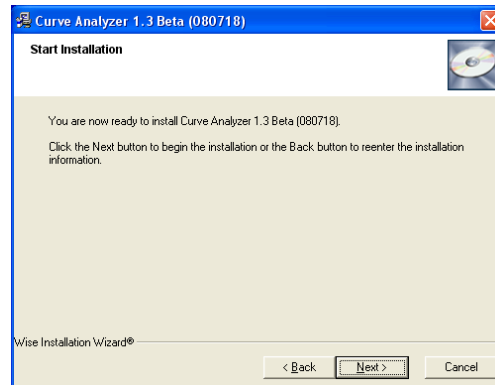 Curve Analyzer 1.3 Beta (080718)
Start Installation
You are now ready to install Curve Analyzer 1.3 Beta (080718).
Click the Next button to begin the installation or the Back button to reenter the installation
information.
Wise Installation Wizard®
< Back Next > Cancel